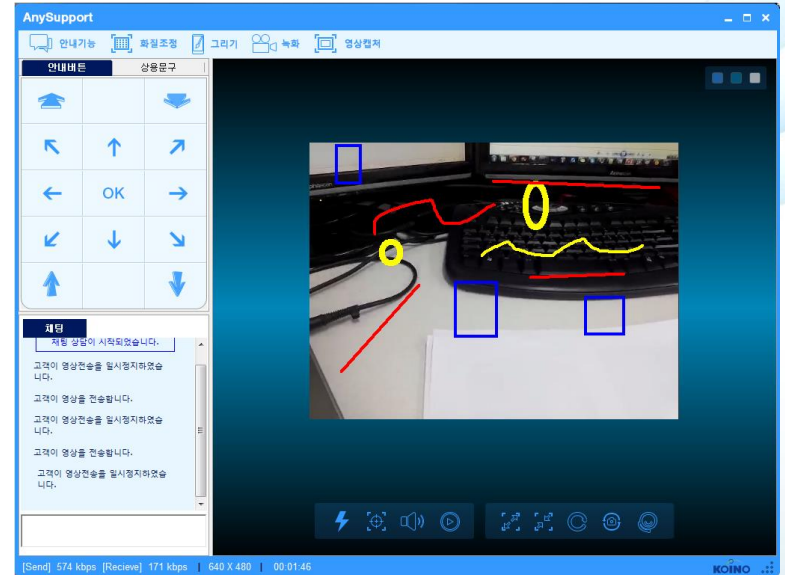 AnySupport
안내기능 화질조정 그리기 녹화 영상캡쳐
안내버튼 상용문구
OK
채팅
채팅 상담이 시작되었습니다.
고객이 영상전송을 일시정지하였습
니다.
고객이 영상을 전송합니다.
고객이 영상전송을 일시정지하였습
니다.
고객이 영상을 전송합니다.
고객이 영상전송을 일시정지하였습
니다.
[Send] 574 kbps [Recieve] 171 kbps | 640 X 480 | 00:01:46
KOINO